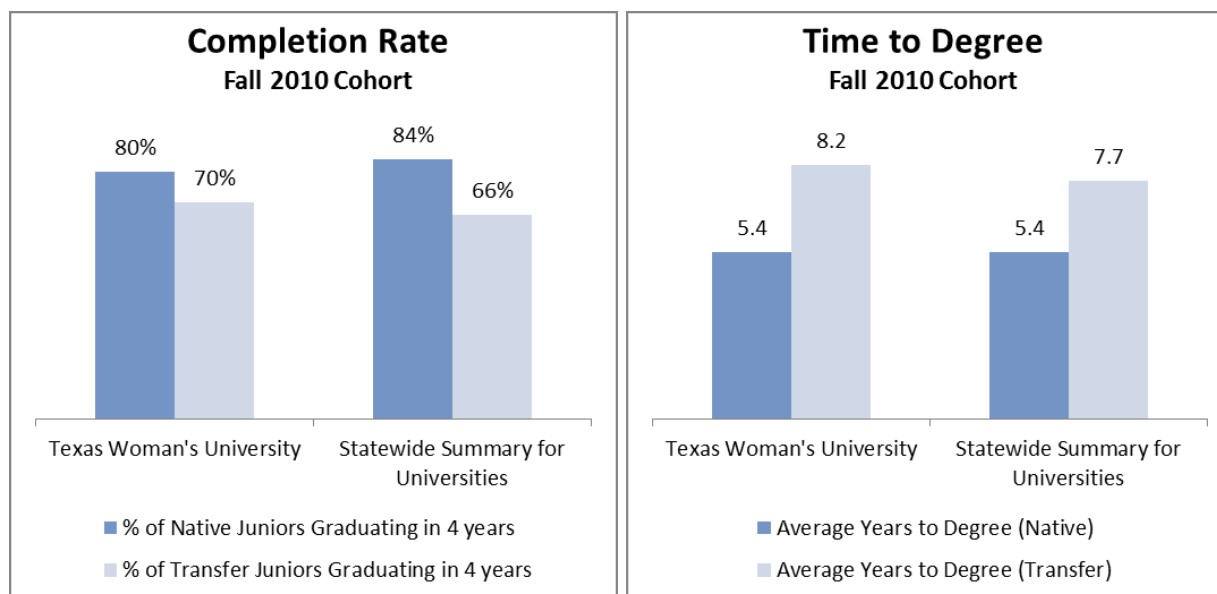 Completion Rate
Fall 2010 Cohort
80%
70%
84%
66%
Texas Woman's University
Statewide Summary for
Universities
% of Native Juniors Graduating in 4 years
% of Transfer Juniors Graduating in 4 years
Time to Degree
Fall 2010 Cohort
5.4
8.2
5.4
7.7
Texas Woman's University
Statewide Summary for
Universities
Average Years to Degree (Native)
Average Years to Degree (Transfer)